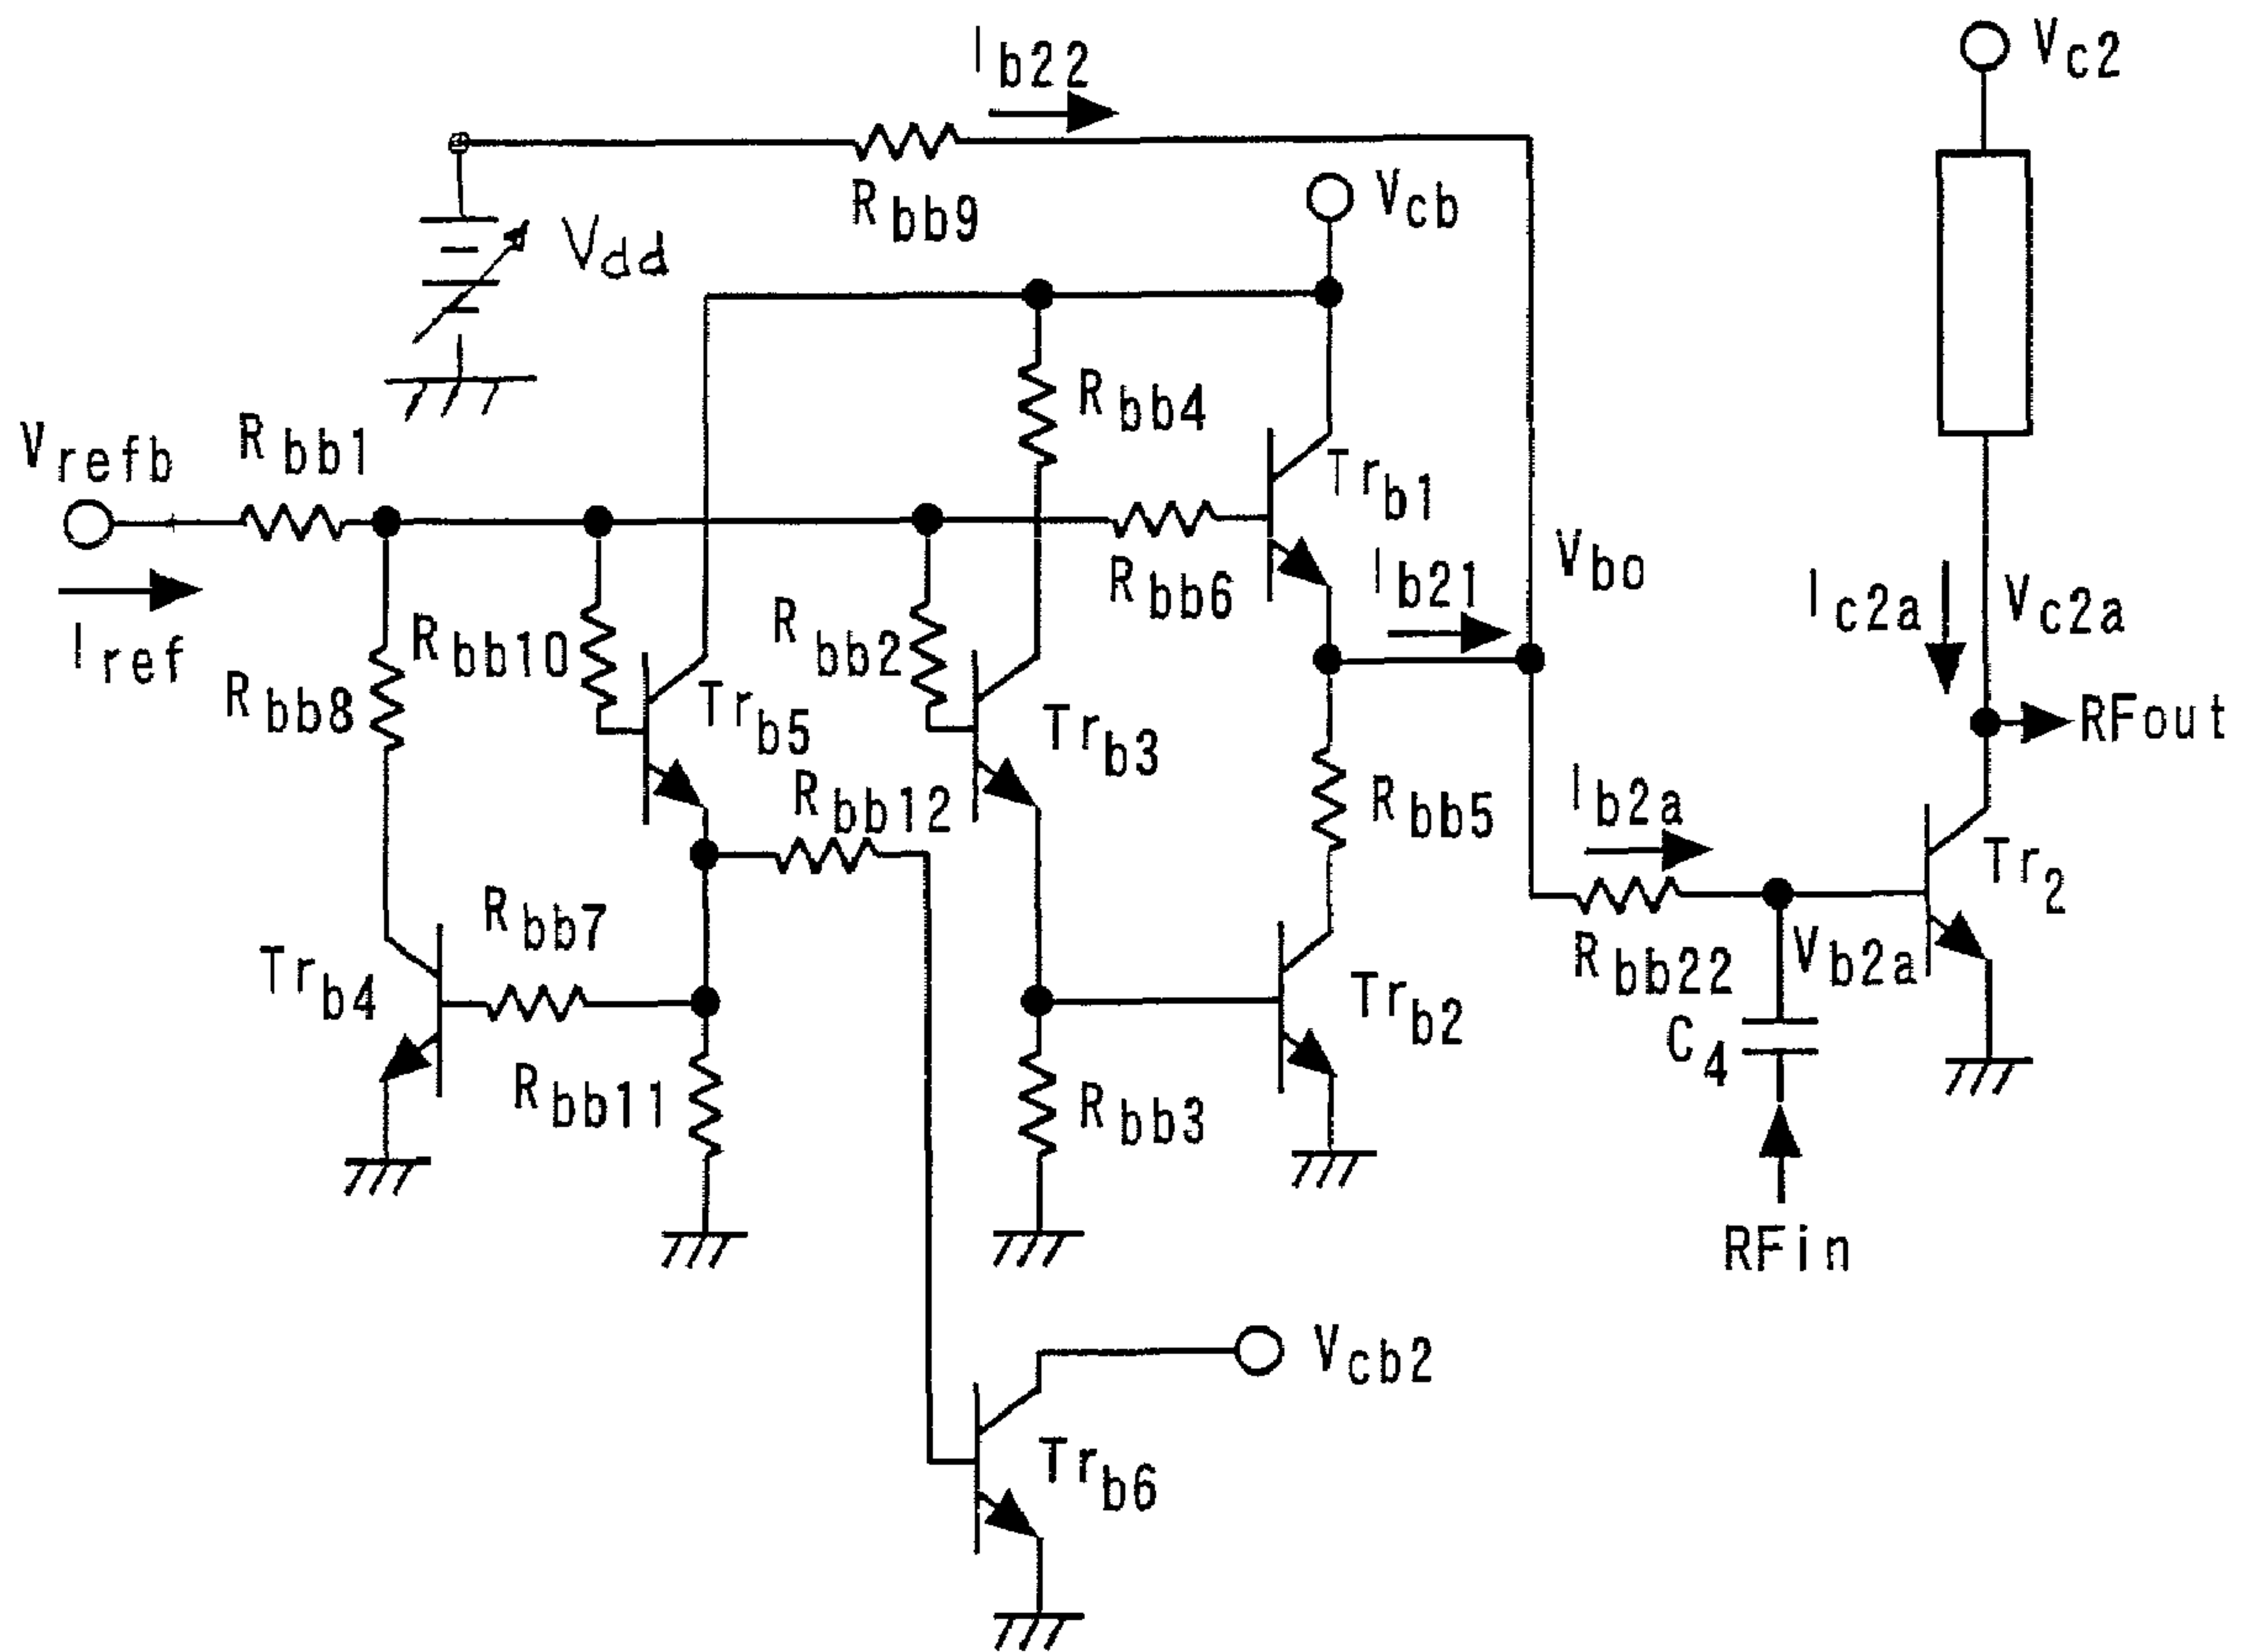 Ib22
Vc2
Rbb9
Vcb
Vdd
Rbb4
Vrefb
Rbb1
Trb1
Iref
Rbb8
Rbb10
Rbb2
Rbb6
Ib21
Vbo
Ic2a
Vc2a
Trb5
Trb3
RFout
Rbb12
Rbb5
Ib2a
Tr2
Rbb7
Trb4
Rbb22
Vb2a
Trb2
C4
Rbb11
Rbb3
RFin
Vcb2
Trb6